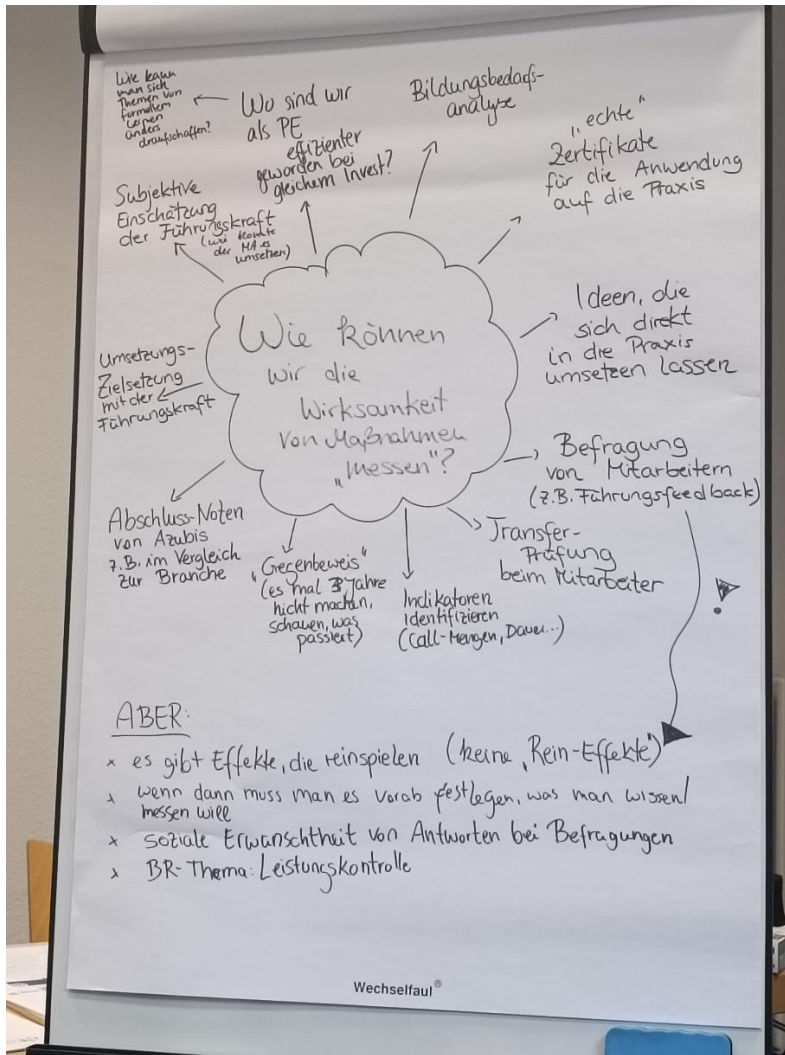 Wie kann
man sich
Themen von
formellem
Lernen
anders
draufschaffen?
Wo sind wir
als PE
effizienter
geworden bei
gleichem Invest?
Bildungsbedarfs-
analyse
"echte"
Zertifikate
für die Anwendung
auf die Praxis
Subjektive
Einschätzung
der Führungskraft
(wie konnte
der MA es
umsetzen)
Ideen, die
sich direkt
in die Praxis
umsetzen lassen
Wie können
wir die
Wirksamkeit
von Maßnahmen
"messen"?
Umsetzungs-
Zielsetzung
mit der
Führungskraft
Befragung
von Mitarbeitern
(z.B. Führungsfeedback)
Abschluss-Noten
von Azubis
z.B. im Vergleich
zur Branche
"Gegenbeweis"
(es mal 3 Jahre
nicht machen,
schauen, was
passiert)
Indikatoren
identifizieren
(Call-Mengen, Dauer...)
Transfer-
Prüfung
beim Mitarbeiter
!
ABER:
x es gibt Effekte, die reinspielen (keine "Rein-Effekte")
x wenn dann muss man es vorab festlegen, was man wissen/
messen will
x soziale Erwünschtheit von Antworten bei Befragungen
x BR-Thema: Leistungskontrolle
Wechselfaul®